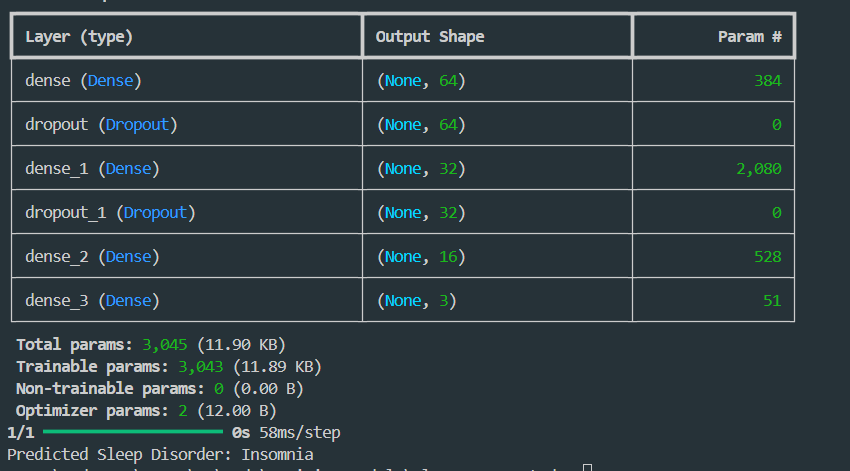 Layer (type) Output Shape Param #
dense (Dense) (None, 64) 384
dropout (Dropout) (None, 64) 0
dense_1 (Dense) (None, 32) 2,080
dropout_1 (Dropout) (None, 32) 0
dense_2 (Dense) (None, 16) 528
dense_3 (Dense) (None, 3) 51
Total params: 3,045 (11.90 KB)
Trainable params: 3,043 (11.89 KB)
Non-trainable params: 0 (0.00 B)
Optimizer params: 2 (12.00 B)
1/1 0s 58ms/step
Predicted Sleep Disorder: Insomnia